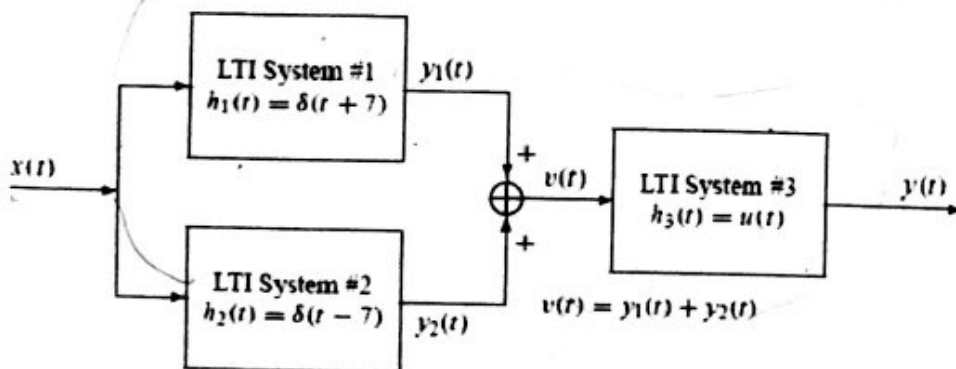 LTI System #1
h₁(t) = δ(t + 7)
y₁(t)
x(t)
+
v(t)
LTI System #3
h₃(t) = u(t)
y(t)
+
LTI System #2
h₂(t) = δ(t − 7)
y₂(t)
v(t) = y₁(t) + y₂(t)